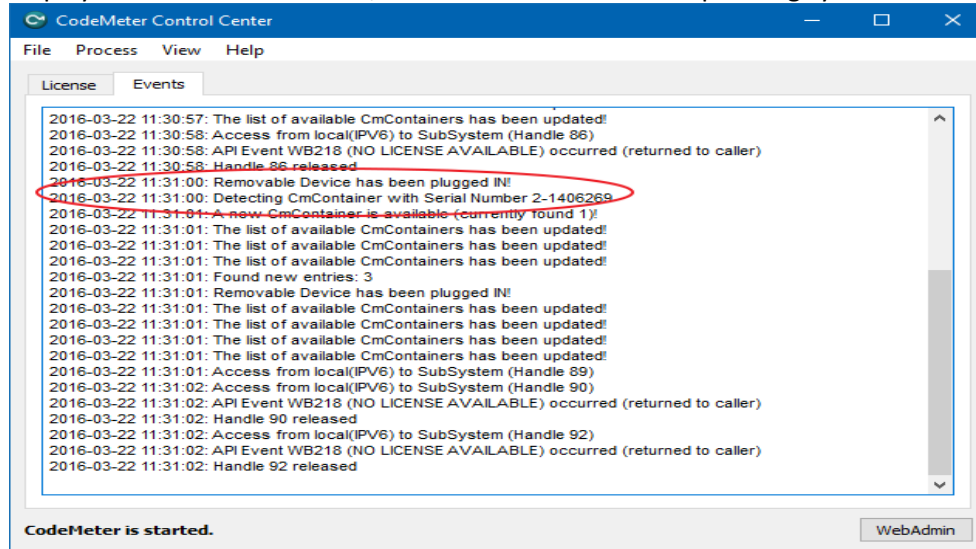 CodeMeter Control Center
File Process View Help
License Events
2016-03-22 11:30:57: The list of available CmContainers has been updated!
2016-03-22 11:30:58: Access from local(IPV6) to SubSystem (Handle 86)
2016-03-22 11:30:58: API Event WB218 (NO LICENSE AVAILABLE) occurred (returned to caller)
2016-03-22 11:30:58: Handle 86 released
2016-03-22 11:31:00: Removable Device has been plugged IN!
2016-03-22 11:31:00: Detecting CmContainer with Serial Number 2-1406269
2016-03-22 11:31:01: A new CmContainer is available (currently found 1)!
2016-03-22 11:31:01: The list of available CmContainers has been updated!
2016-03-22 11:31:01: The list of available CmContainers has been updated!
2016-03-22 11:31:01: The list of available CmContainers has been updated!
2016-03-22 11:31:01: Found new entries: 3
2016-03-22 11:31:01: Removable Device has been plugged IN!
2016-03-22 11:31:01: The list of available CmContainers has been updated!
2016-03-22 11:31:01: The list of available CmContainers has been updated!
2016-03-22 11:31:01: The list of available CmContainers has been updated!
2016-03-22 11:31:01: The list of available CmContainers has been updated!
2016-03-22 11:31:01: Access from local(IPV6) to SubSystem (Handle 89)
2016-03-22 11:31:02: Access from local(IPV6) to SubSystem (Handle 90)
2016-03-22 11:31:02: API Event WB218 (NO LICENSE AVAILABLE) occurred (returned to caller)
2016-03-22 11:31:02: Handle 90 released
2016-03-22 11:31:02: Access from local(IPV6) to SubSystem (Handle 92)
2016-03-22 11:31:02: API Event WB218 (NO LICENSE AVAILABLE) occurred (returned to caller)
2016-03-22 11:31:02: Handle 92 released
CodeMeter is started.
WebAdmin